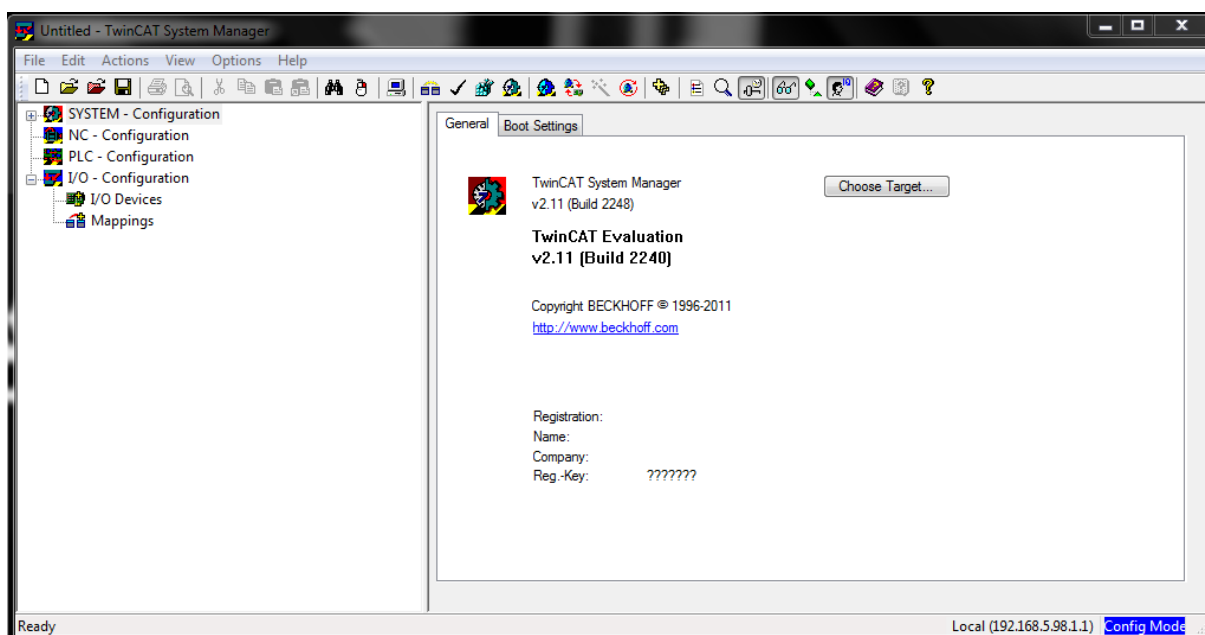 Untitled - TwinCAT System Manager
File Edit Actions View Options Help
SYSTEM - Configuration
NC - Configuration
PLC - Configuration
I/O - Configuration
I/O Devices
Mappings
General Boot Settings
TwinCAT System Manager
v2.11 (Build 2248)
Choose Target...
TwinCAT Evaluation
v2.11 (Build 2240)
Copyright BECKHOFF © 1996-2011
http://www.beckhoff.com
Registration:
Name:
Company:
Reg.-Key: ???????
Ready Local (192.168.5.98.1.1) Config Mode